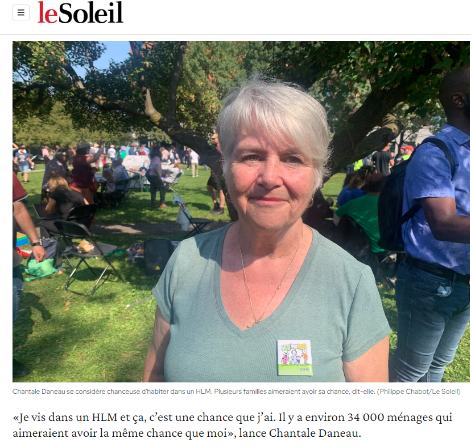 leSoleil
Chantale Daneau se considère chanceuse d'habiter dans un HLM. Plusieurs familles aimeraient avoir sa chance, dit-elle. (Philippe Chabot/Le Soleil)
«Je vis dans un HLM et ça, c'est une chance que j'ai. Il y a environ 34 000 ménages qui
aimeraient avoir la même chance que moi», lance Chantale Daneau.